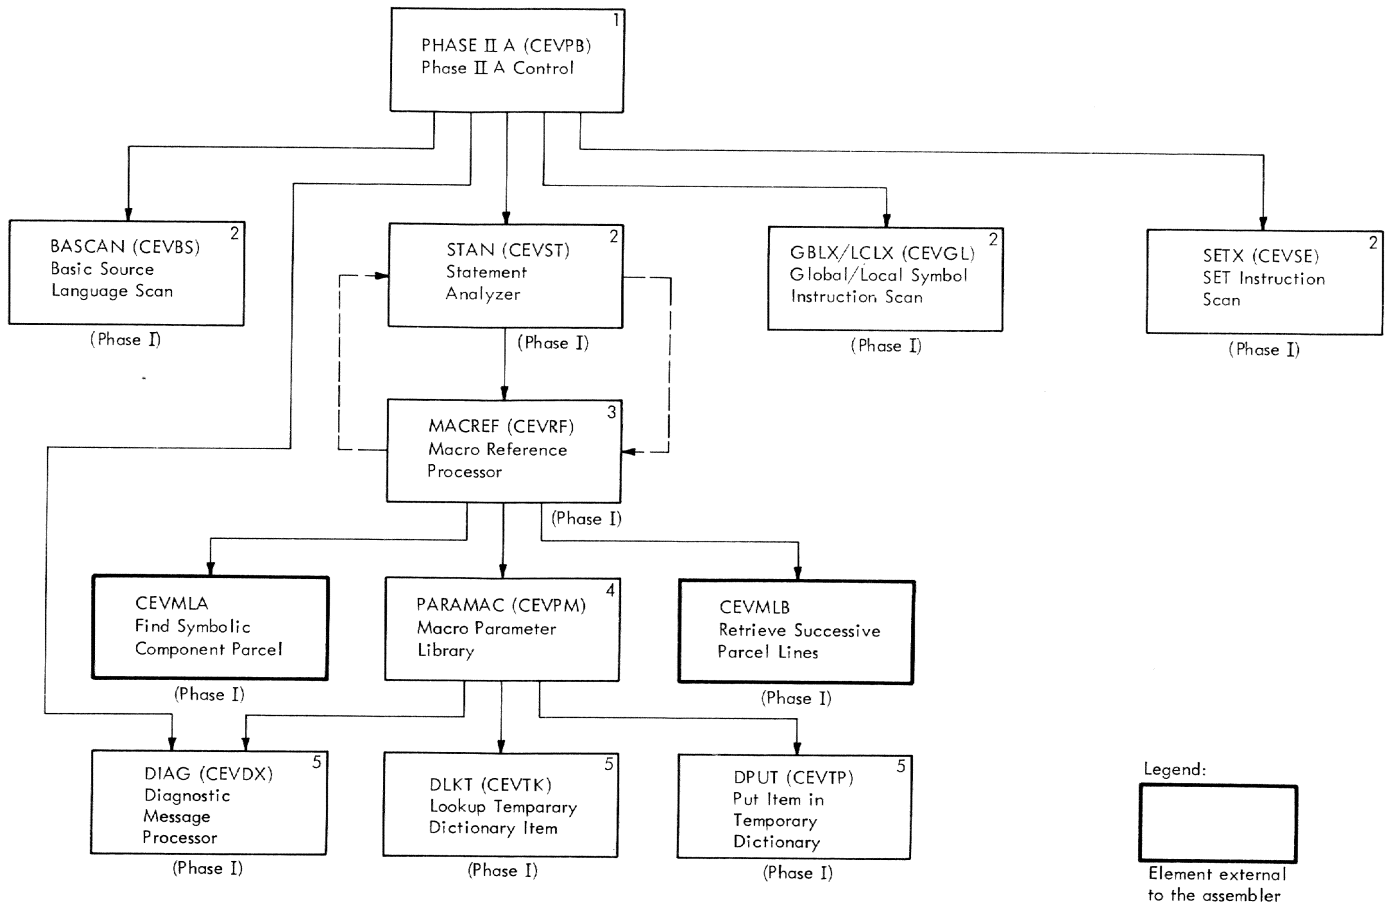 1
PHASE II A (CEVPB)
Phase II A Control
2
BASCAN (CEVBS)
Basic Source
Language Scan
(Phase I)
2
STAN (CEVST)
Statement
Analyzer
(Phase I)
2
GBLX/LCLX (CEVGL)
Global/Local Symbol
Instruction Scan
(Phase I)
2
SETX (CEVSE)
SET Instruction
Scan
(Phase I)
3
MACREF (CEVRF)
Macro Reference
Processor
(Phase I)
CEVMLA
Find Symbolic
Component Parcel
(Phase I)
4
PARAMAC (CEVPM)
Macro Parameter
Library
CEVMLB
Retrieve Successive
Parcel Lines
(Phase I)
5
DIAG (CEVDX)
Diagnostic
Message
Processor
(Phase I)
5
DLKT (CEVTK)
Lookup Temparary
Dictionary Item
(Phase I)
5
DPUT (CEVTP)
Put Item in
Temporary
Dictionary
(Phase I)
Legend:
Element external
to the assembler